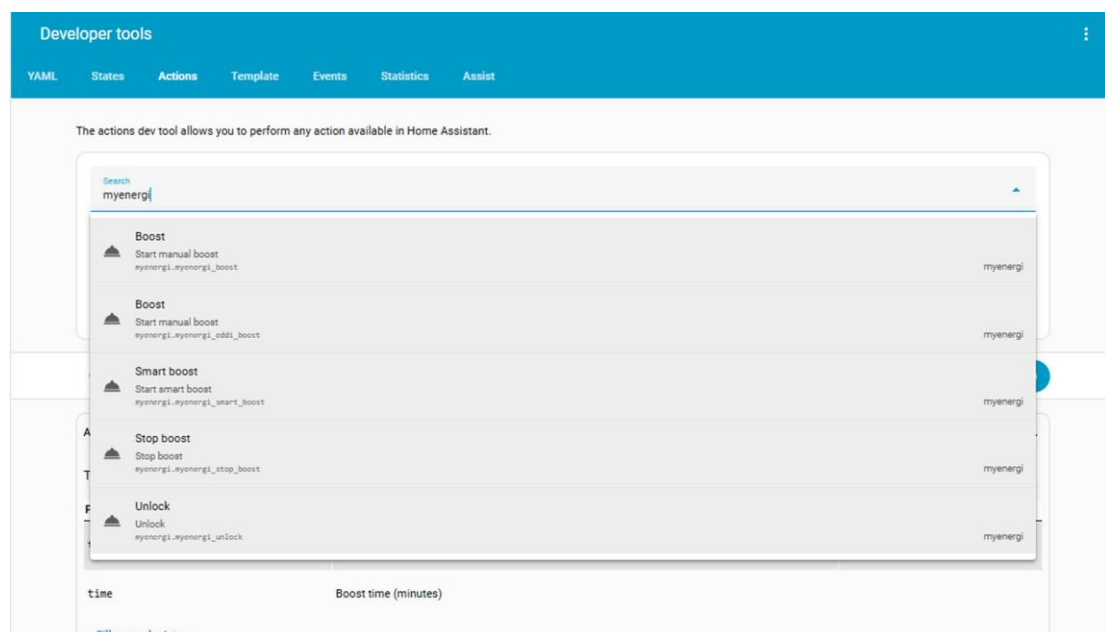 Developer tools
YAML States Actions Template Events Statistics Assist
The actions dev tool allows you to perform any action available in Home Assistant.
Search
myenergi
Boost
Start manual boost
myenergi.myenergi_boost myenergi
Boost
Start manual boost
myenergi.myenergi_eddi_boost myenergi
Smart boost
Start smart boost
myenergi.myenergi_smart_boost myenergi
Stop boost
Stop boost
myenergi.myenergi_stop_boost myenergi
Unlock
Unlock
myenergi.myenergi_unlock myenergi
time Boost time (minutes)